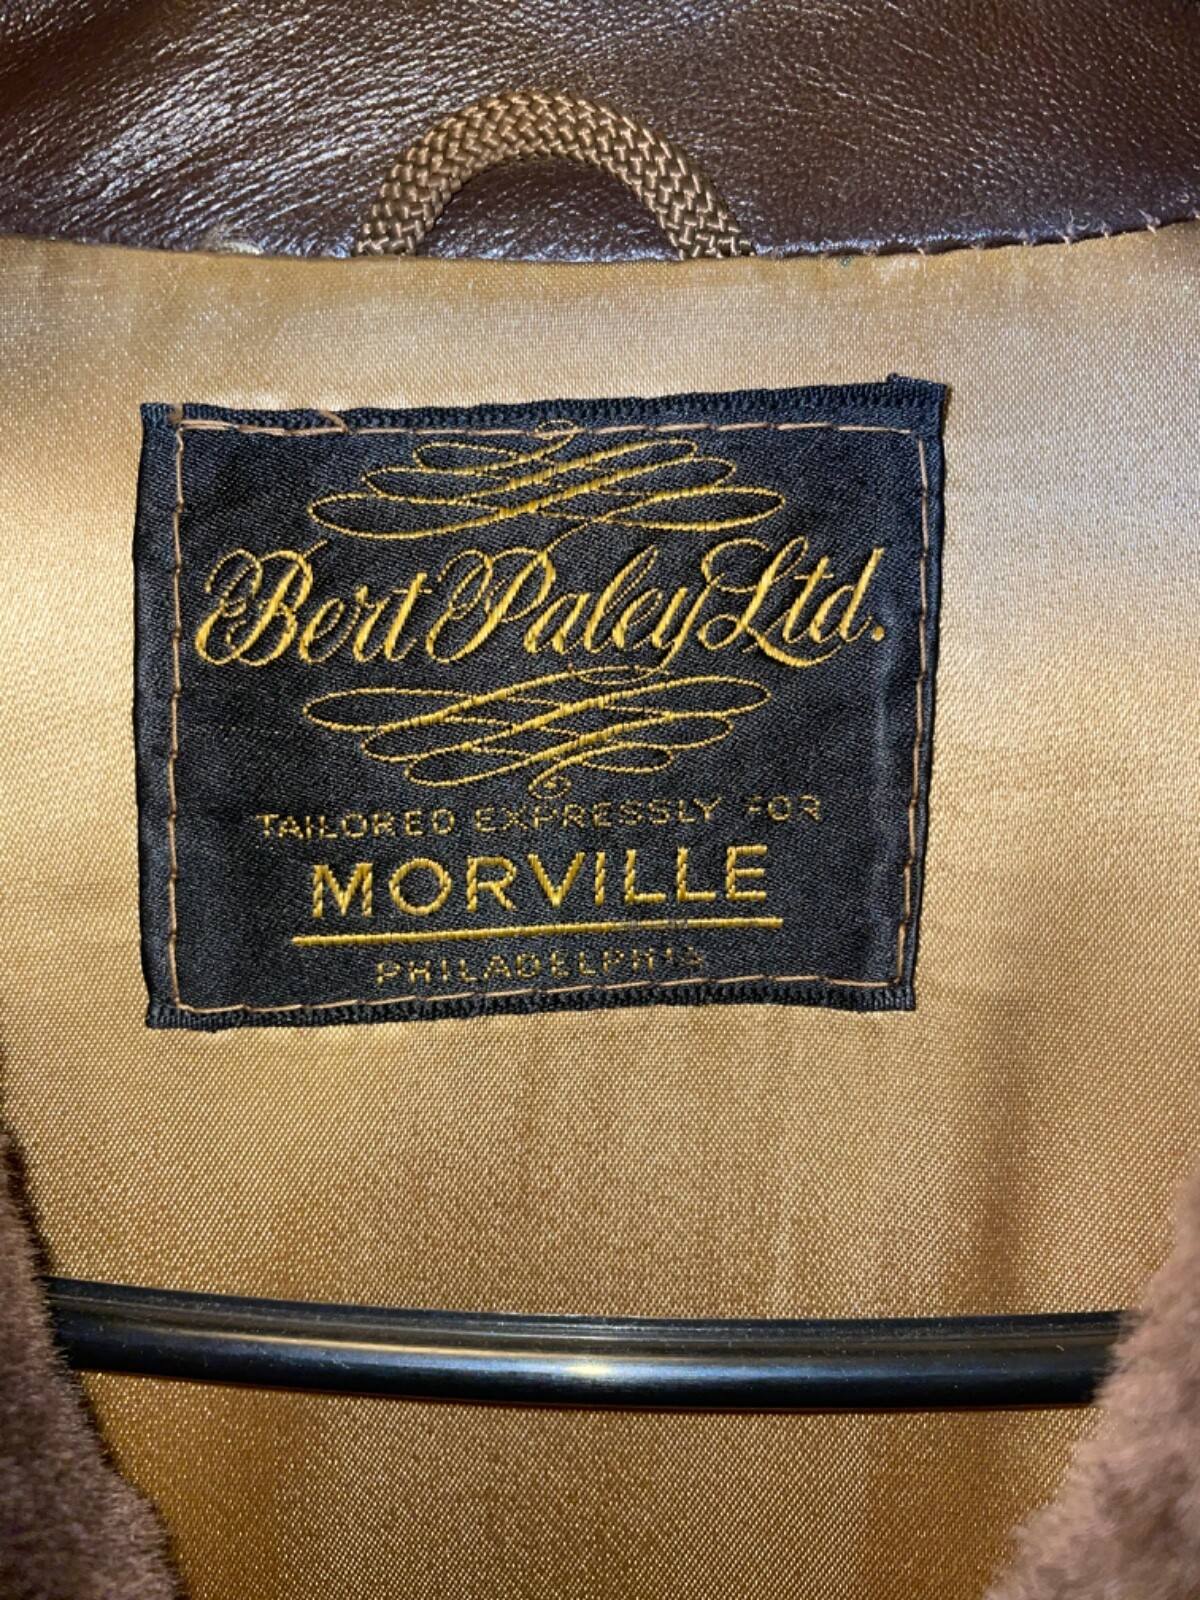 Bert Paley Ltd.
TAILORED EXPRESSLY FOR
MORVILLE
PHILADELPHIA